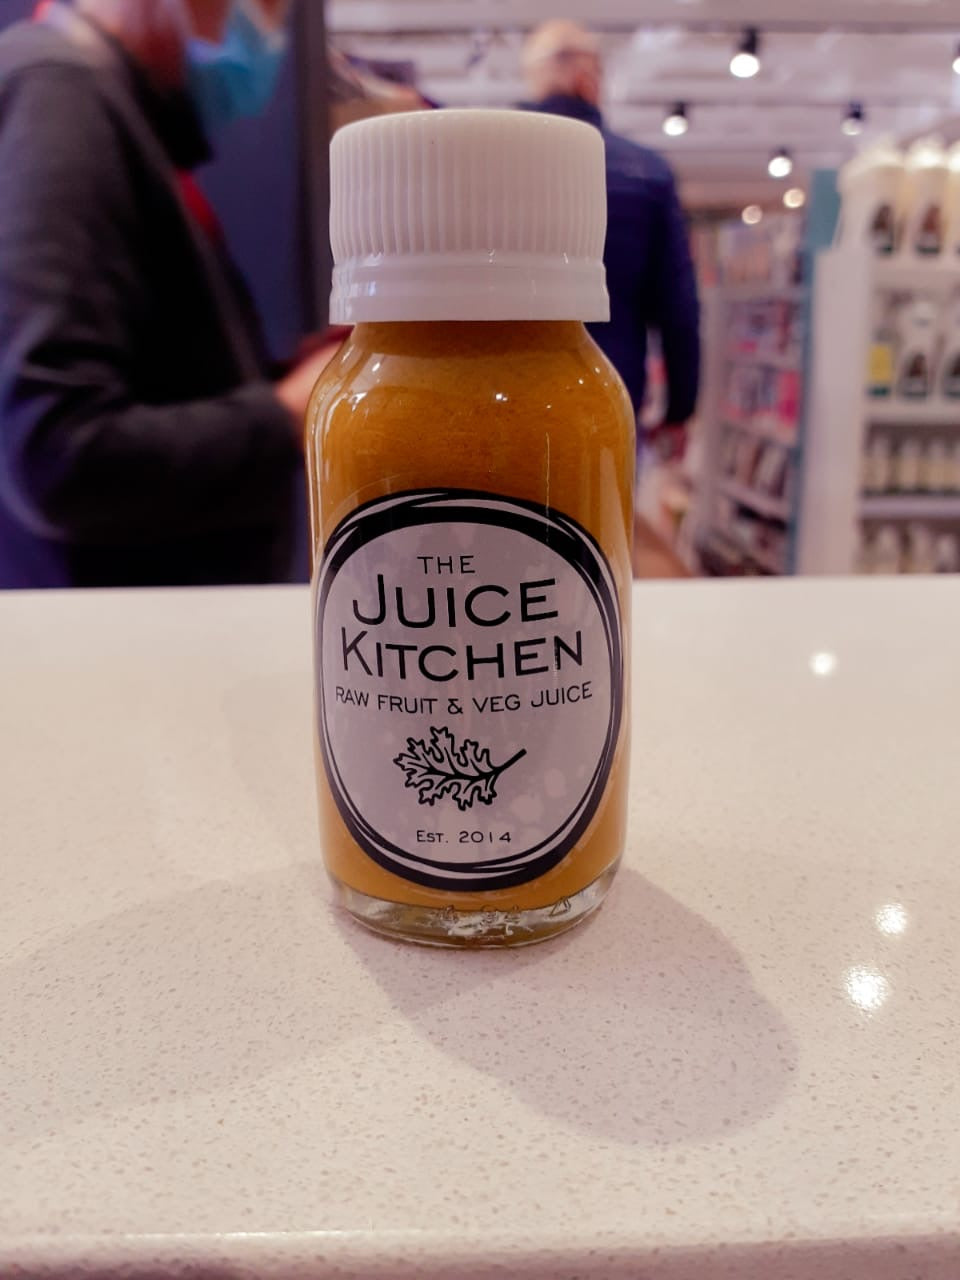 THE
JUICE
KITCHEN
RAW FRUIT & VEG JUICE
EST. 2014